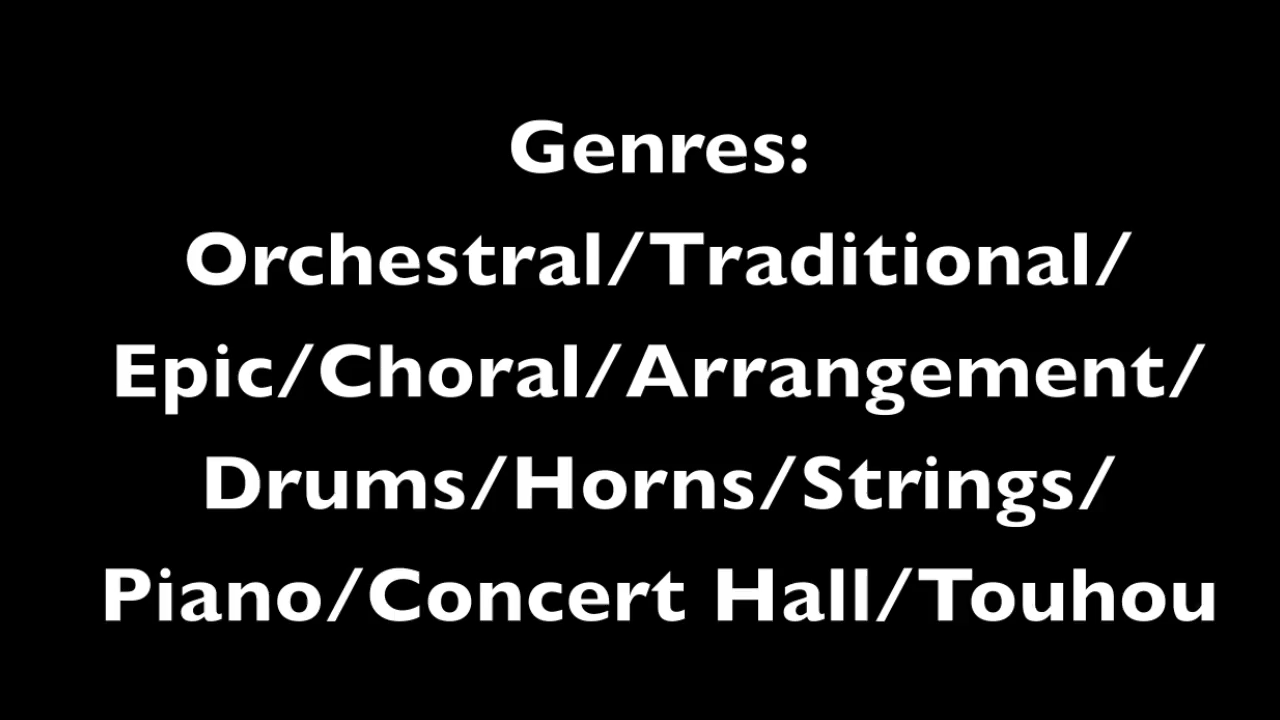 Genres:
Orchestral/Traditional/
Epic/Choral/Arrangement/
Drums/Horns/Strings/
Piano/Concert Hall/Touhou